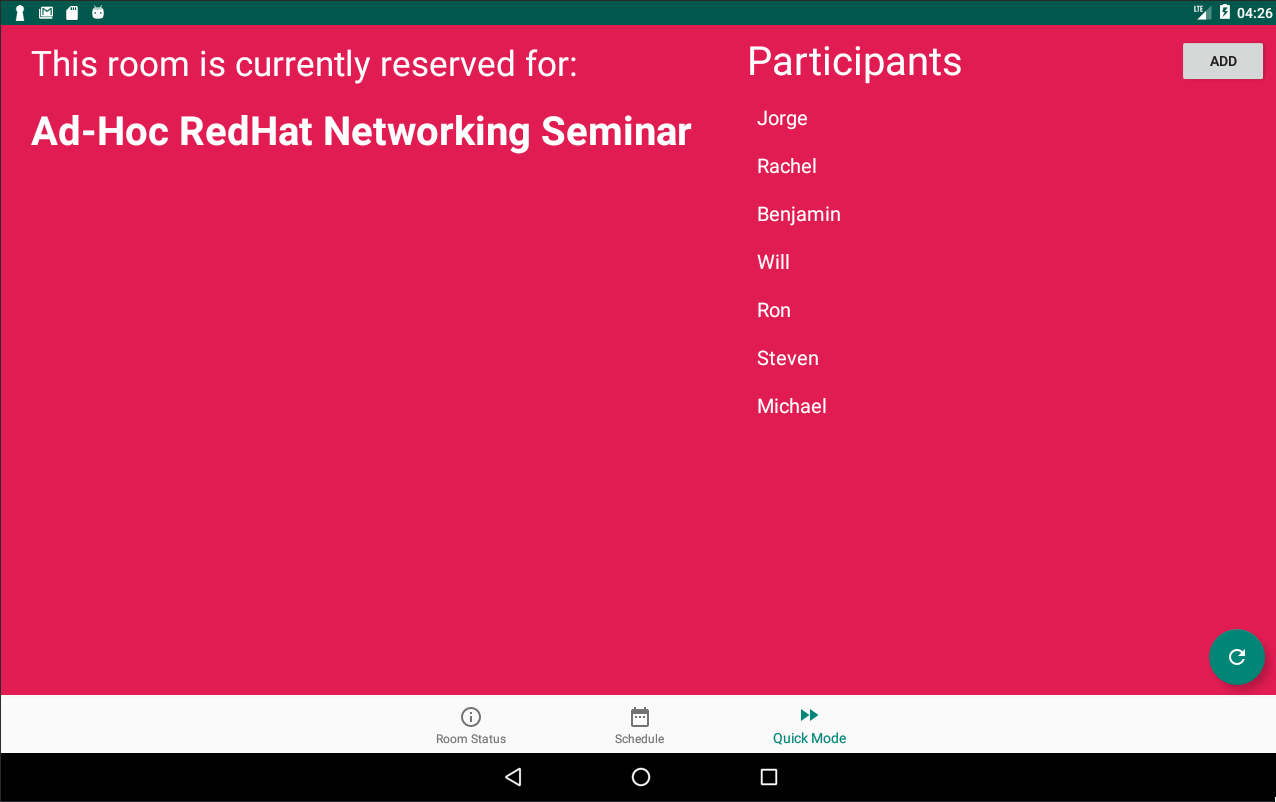 LTE 04:26
This room is currently reserved for:
Ad-Hoc RedHat Networking Seminar
Participants
ADD
Jorge
Rachel
Benjamin
Will
Ron
Steven
Michael
Room Status
Schedule
Quick Mode